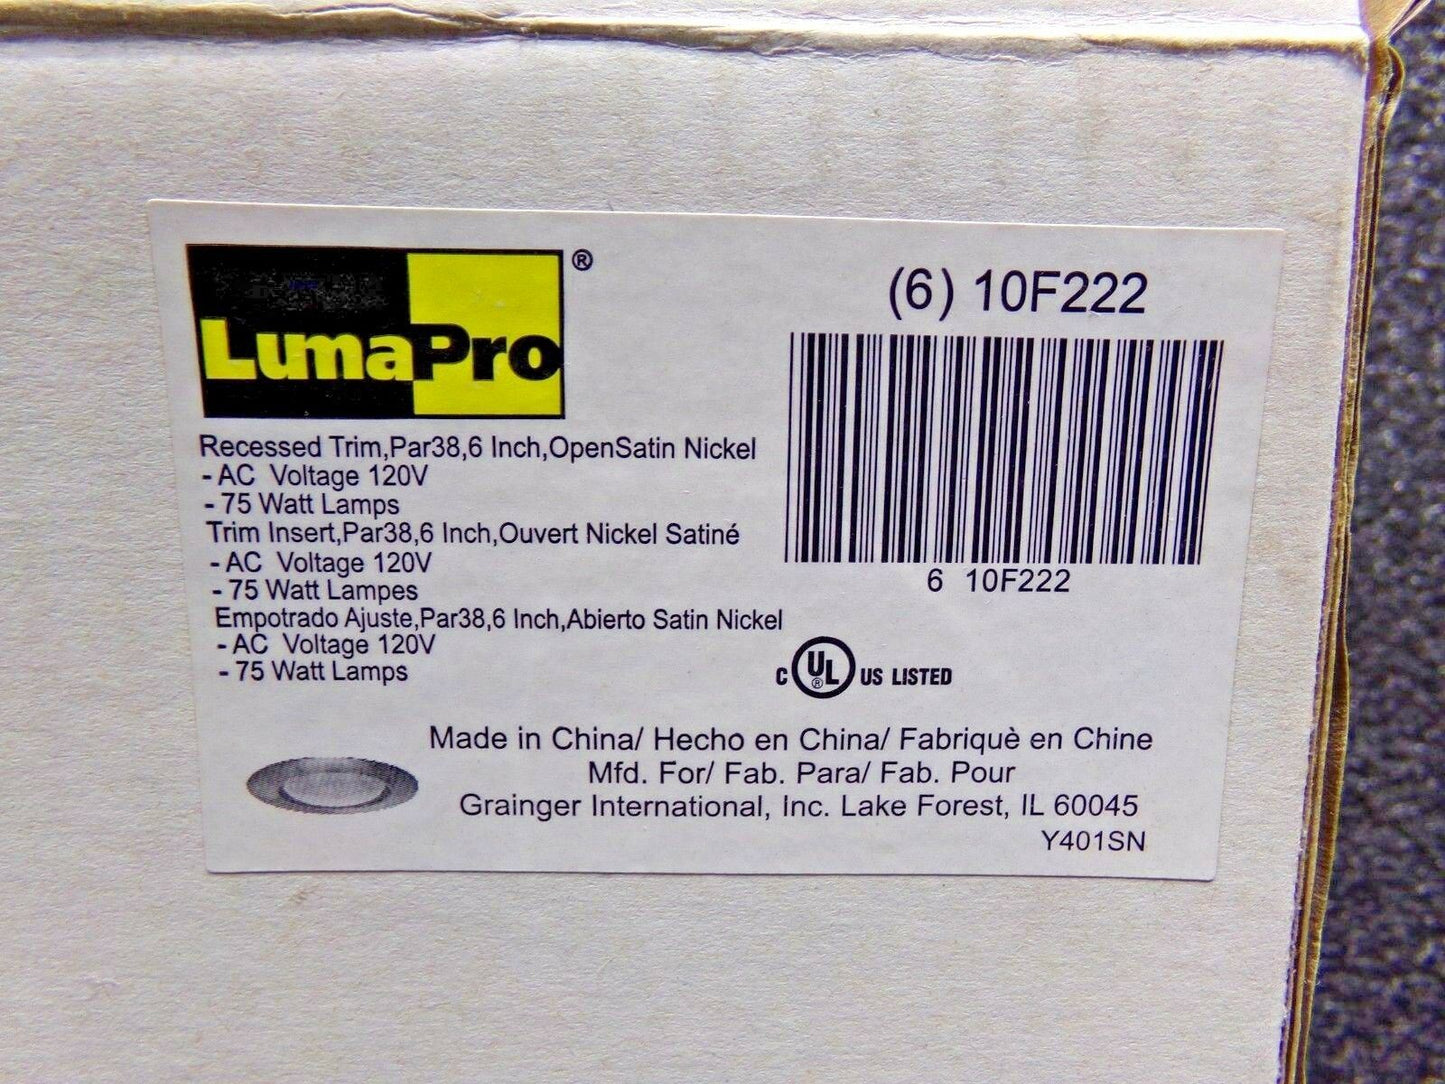 LumaPro®
(6) 10F222
6 10F222
Recessed Trim,Par38,6 Inch,OpenSatin Nickel
- AC Voltage 120V
- 75 Watt Lamps
Trim Insert,Par38,6 Inch,Ouvert Nickel Satiné
- AC Voltage 120V
- 75 Watt Lampes
Empotrado Ajuste,Par38,6 Inch,Abierto Satin Nickel
- AC Voltage 120V
- 75 Watt Lamps
C UL® US LISTED
Made in China/ Hecho en China/ Fabriquè en Chine
Mfd. For/ Fab. Para/ Fab. Pour
Grainger International, Inc. Lake Forest, IL 60045
Y401SN